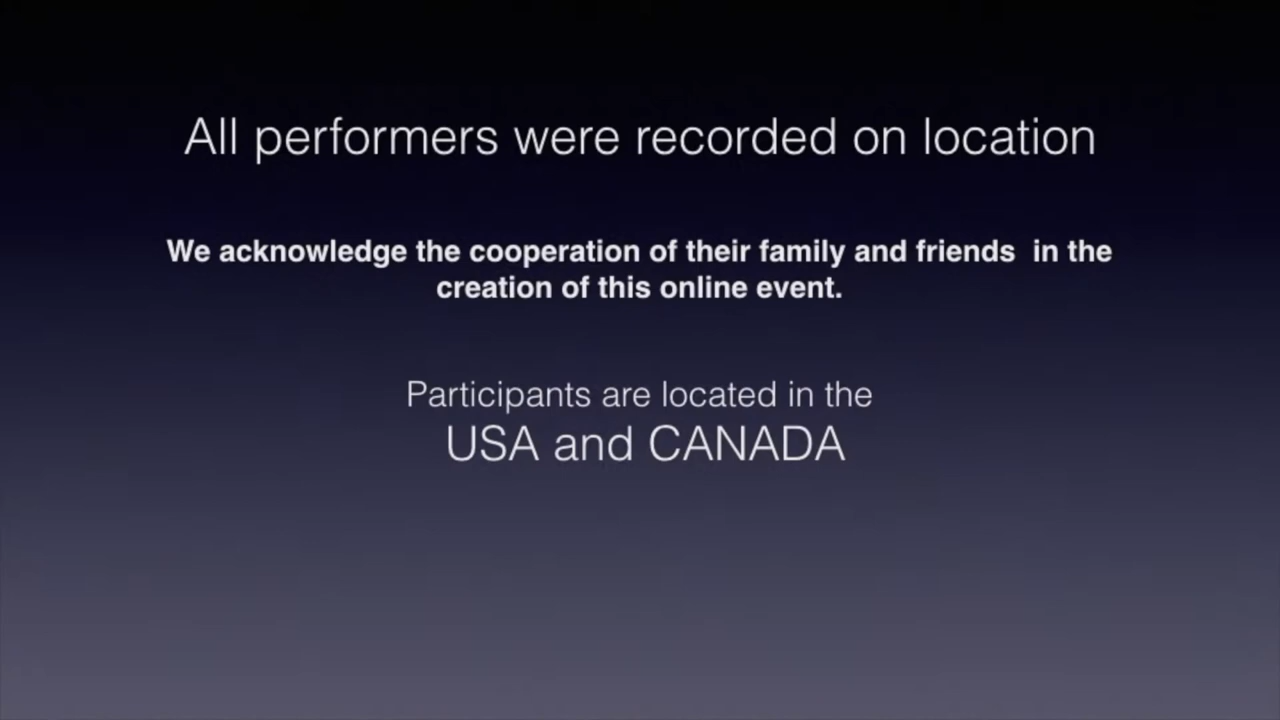 All performers were recorded on location
We acknowledge the cooperation of their family and friends  in the
creation of this online event.
Participants are located in the
USA and CANADA